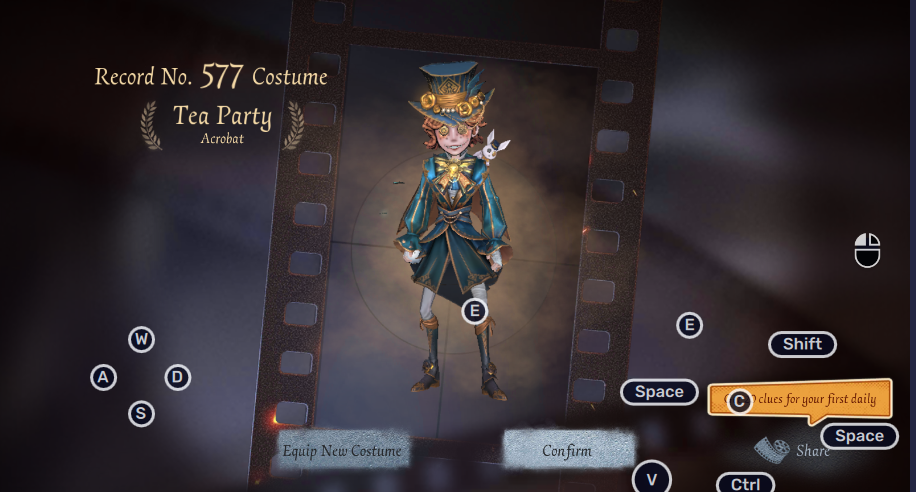 Record No. 577 Costume
Tea Party
Acrobat
E
W
E
Shift
A
D
Space
C
clues for your first daily
S
Space
Equip New Costume
Confirm
Share
V
Ctrl